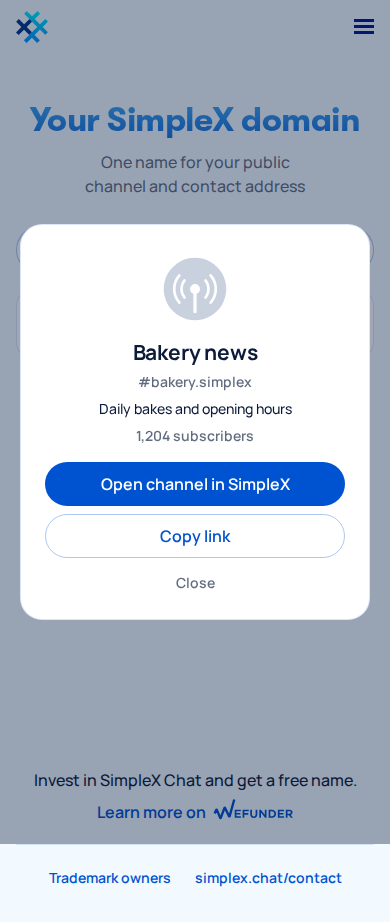 Your SimpleX domain
One name for your public
channel and contact address
Bakery news
#bakery.simplex
Daily bakes and opening hours
1,204 subscribers
Open channel in SimpleX
Copy link
Close
Invest in SimpleX Chat and get a free name.
Learn more on WEFUNDER
Trademark owners simplex.chat/contact